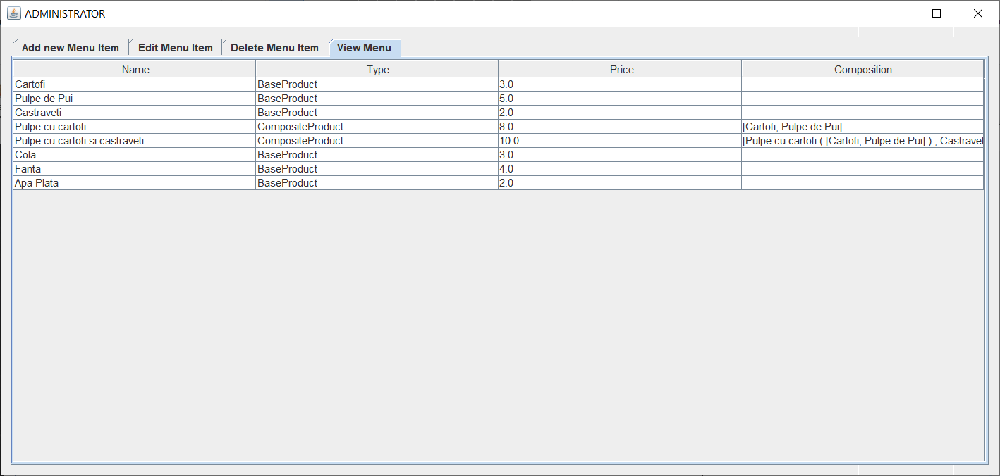 ADMINISTRATOR
Add new Menu Item Edit Menu Item Delete Menu Item View Menu
Name Type Price Composition
Cartofi BaseProduct 3.0
Pulpe de Pui BaseProduct 5.0
Castraveti BaseProduct 2.0
Pulpe cu cartofi CompositeProduct 8.0 [Cartofi, Pulpe de Pui]
Pulpe cu cartofi si castraveti CompositeProduct 10.0 [Pulpe cu cartofi ( [Cartofi, Pulpe de Pui] ) , Castravet
Cola BaseProduct 3.0
Fanta BaseProduct 4.0
Apa Plata BaseProduct 2.0